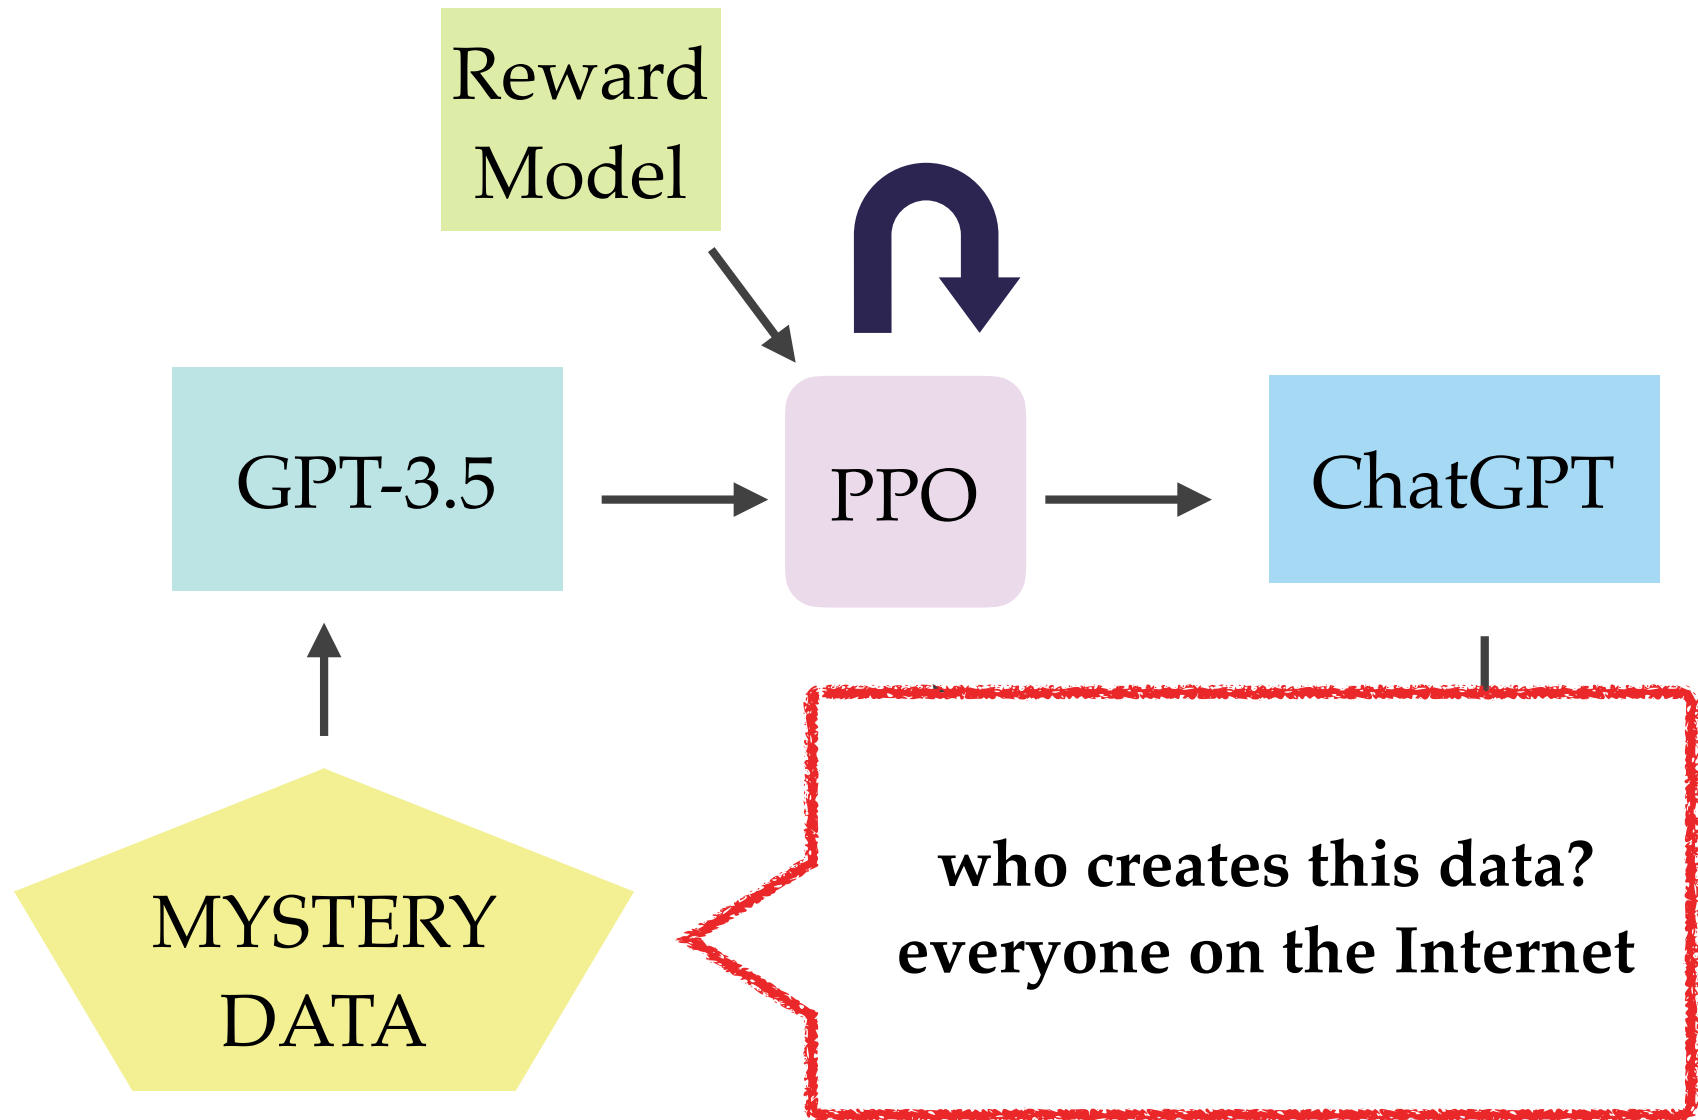 Reward
Model
GPT-3.5
PPO
ChatGPT
MYSTERY
DATA
who creates this data?
everyone on the Internet